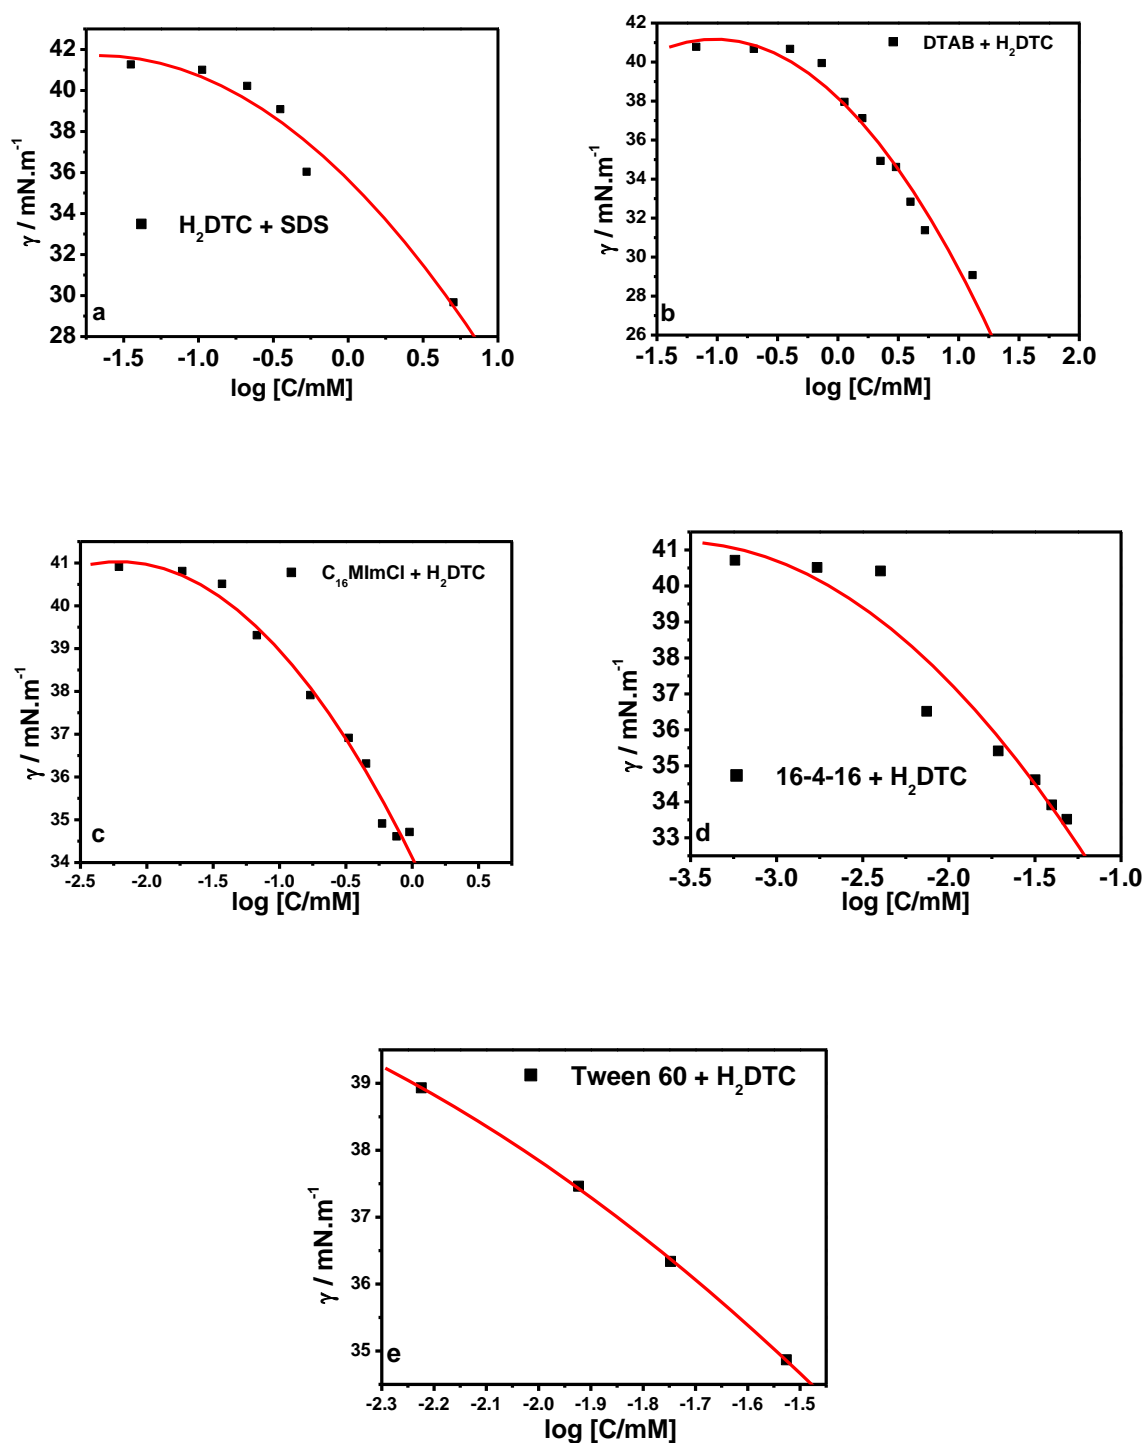 42
40
38
36
34
32
30
28
γ / mN.m⁻¹
H₂DTC + SDS
a
-1.5 -1.0 -0.5 0.0 0.5 1.0
log [C/mM]
42
40
38
36
34
32
30
28
26
γ / mN.m⁻¹
DTAB + H₂DTC
b
-1.5 -1.0 -0.5 0.0 0.5 1.0 1.5 2.0
log [C/mM]
41
40
39
38
37
36
35
34
γ / mN.m⁻¹
C₁₆MImCl + H₂DTC
c
-2.5 -2.0 -1.5 -1.0 -0.5 0.0 0.5
log [C/mM]
41
40
39
38
37
36
35
34
33
γ / mN.m⁻¹
16-4-16 + H₂DTC
d
-3.5 -3.0 -2.5 -2.0 -1.5 -1.0
log [C/mM]
39
38
37
36
35
γ / mN.m⁻¹
Tween 60 + H₂DTC
e
-2.3 -2.2 -2.1 -2.0 -1.9 -1.8 -1.7 -1.6 -1.5
log [C/mM]